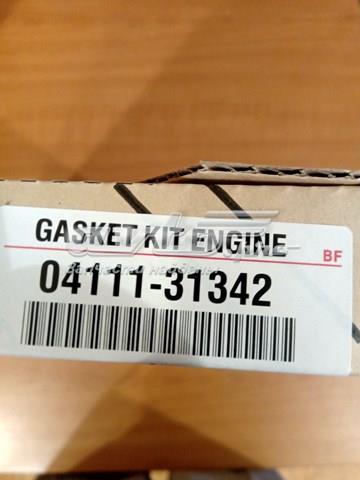 GASKET KIT ENGINE
BF
04111-31342